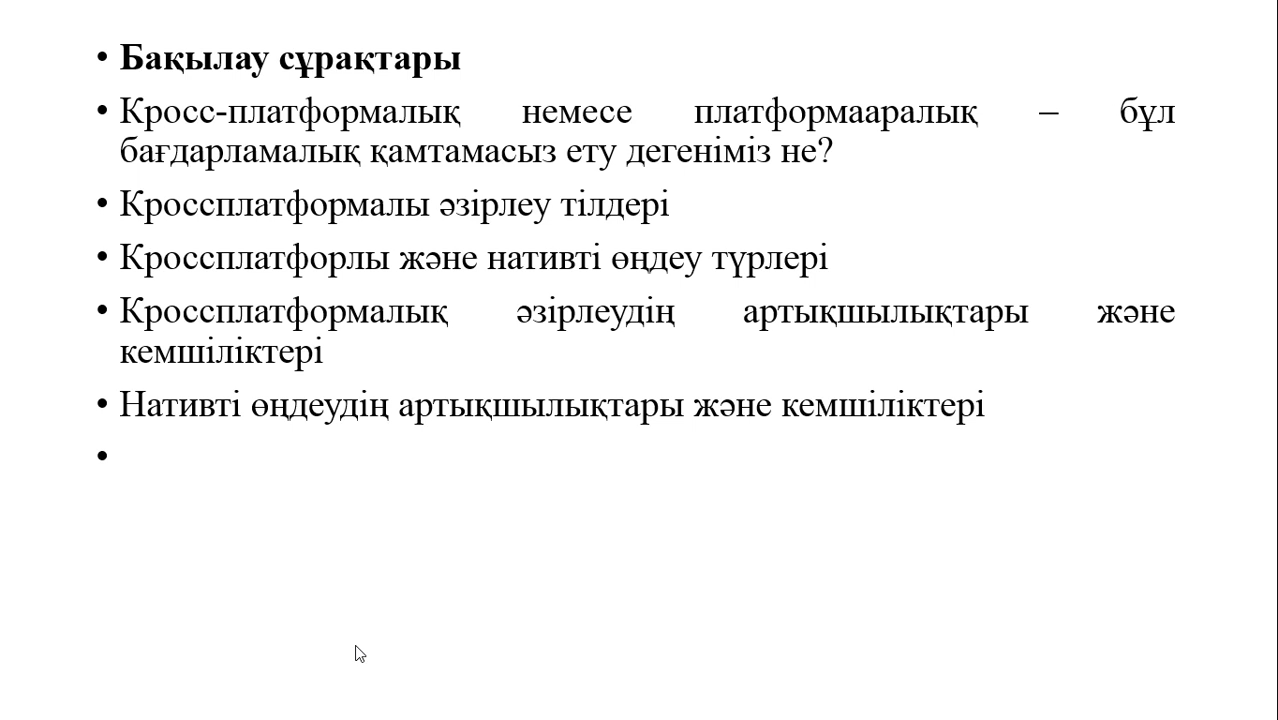 • Бақылау сұрақтары
• Кросс-платформалық немесе платформааралық – бұл
бағдарламалық қамтамасыз ету дегеніміз не?
• Кроссплатформалы әзірлеу тілдері
• Кроссплатфорлы және нативті өңдеу түрлері
• Кроссплатформалық әзірлеудің артықшылықтары және
кемшіліктері
• Нативті өңдеудің артықшылықтары және кемшіліктері
•